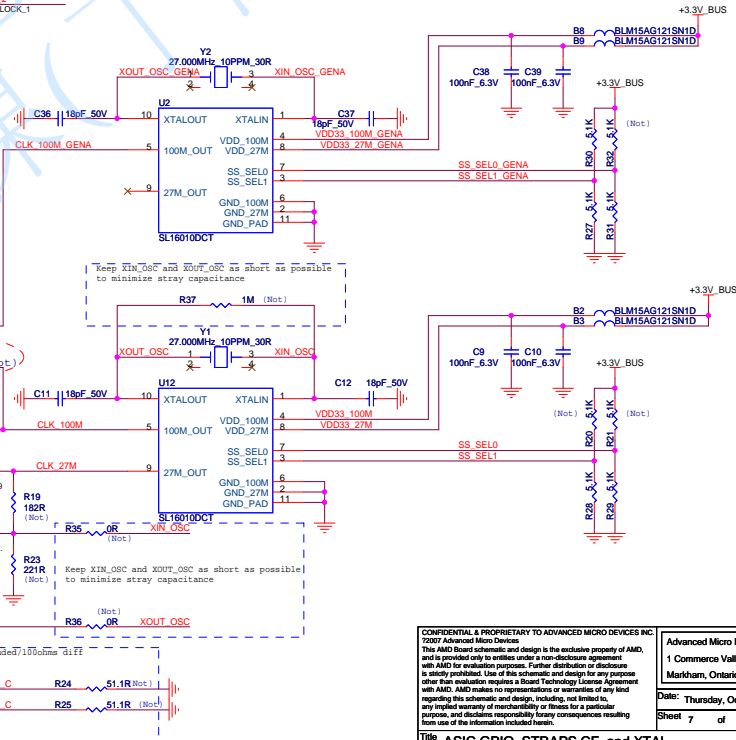 LOCK_1
+3.3V_BUS
B8 BLM15AG121SN1D
B9 BLM15AG121SN1D
Y2
27.000MHz_10PPM_30R
XOUT_OSC_GENA 1 3 XIN_OSC_GENA
2 4
C38 C39
100nF_6.3V 100nF_6.3V
+3.3V_BUS
C36 18pF_50V
U2
C37
18pF_50V
10 XTALOUT XTALIN 1
CLK_100M_GENA 5 100M_OUT
VDD_100M 4 VDD33_100M_GENA
VDD_27M 8 VDD33_27M_GENA
SS_SEL0 7 SS_SEL0_GENA
SS_SEL1 3 SS_SEL1_GENA
9 27M_OUT
GND_100M 6
GND_27M 2
GND_PAD 11
SL16010DCT
R30 5.1K
R32 5.1K (Not)
R27 5.1K
R31 5.1K
Keep XIN_OSC and XOUT_OSC as short as possible
to minimize stray capacitance
R37 1M (Not)
+3.3V_BUS
B2 BLM15AG121SN1D
B3 BLM15AG121SN1D
Y1
27.000MHz_10PPM_30R
XOUT_OSC 1 3 XIN_OSC
2 4
C9 C10
100nF_6.3V 100nF_6.3V
+3.3V_BUS
ot)
C11 18pF_50V
U12
C12 18pF_50V
10 XTALOUT XTALIN 1
CLK_100M 5 100M_OUT
VDD_100M 4 VDD33_100M
VDD_27M 8 VDD33_27M
SS_SEL0 7 SS_SEL0
SS_SEL1 3 SS_SEL1
CLK_27M 9 27M_OUT
GND_100M 6
GND_27M 2
GND_PAD 11
SL16010DCT
(Not) R20 5.1K
R21 5.1K (Not)
R28 5.1K
R29 5.1K
R19
182R
(Not)
R35 0R XIN_OSC
(Not)
R23
221R
(Not)
Keep XIN_OSC and XOUT_OSC as short as possible
to minimize stray capacitance
(Not)
R36 0R XOUT_OSC
ded/100ohms diff
C R24 51.1R (Not)
C R25 51.1R (Not)
CONFIDENTIAL & PROPRIETARY TO ADVANCED MICRO DEVICES INC.
?2007 Advanced Micro Devices
This AMD Board schematic and design is the exclusive property of AMD,
and is provided only to entities under a non-disclosure agreement
with AMD for evaluation purposes. Further distribution or disclosure
is strictly prohibited. Use of this schematic and design for any purpose
other than evaluation requires a Board Technology License Agreement
with AMD. AMD makes no representations or warranties of any kind
regarding this schematic and design, including, not limited to,
any implied warranty of merchantability or fitness for a particular
purpose, and disclaims responsibility forany consequences resulting
from use of the information included herein.
Advanced Micro
1 Commerce Vall
Markham, Ontario
Date: Thursday, Oc
Sheet 7 of
Title ASIC GPIO, STRAPS CF, and XTAL